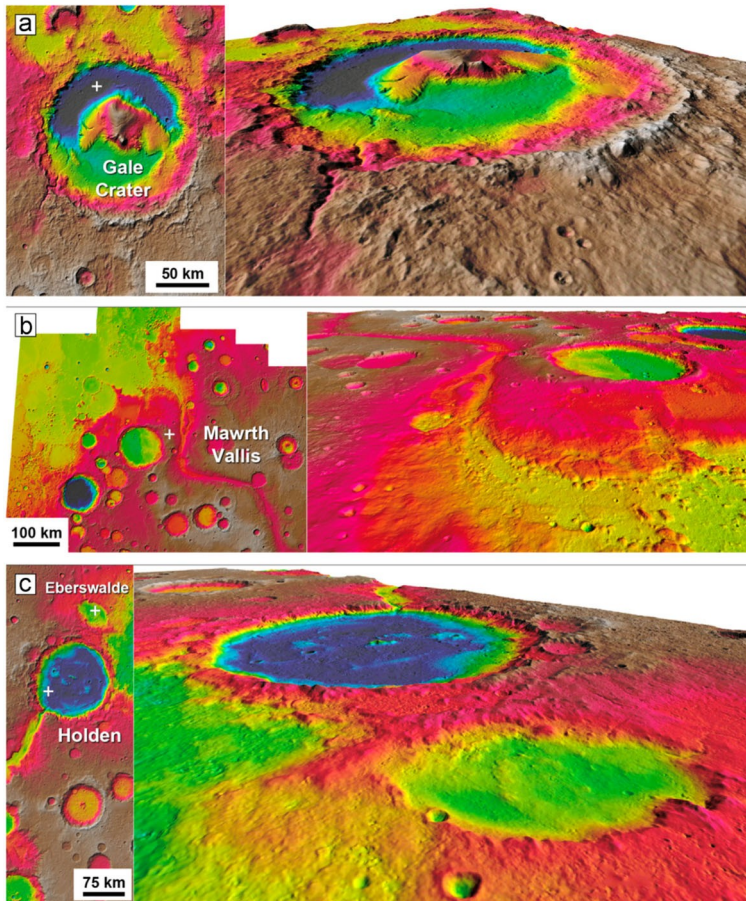 a
Gale
Crater
50 km
b
Mawrth
Vallis
100 km
c
Eberswalde
Holden
75 km